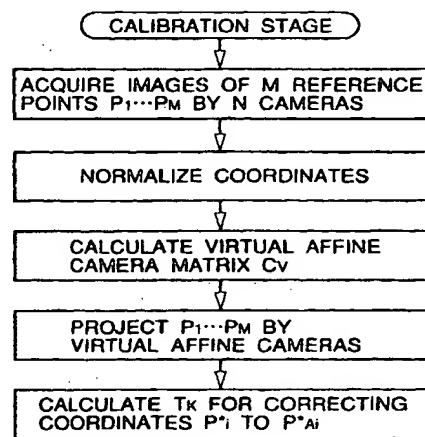 CALIBRATION STAGE
ACQUIRE IMAGES OF M REFERENCE
POINTS P1···PM BY N CAMERAS
NORMALIZE COORDINATES
CALCULATE VIRTUAL AFFINE
CAMERA MATRIX CV
PROJECT P1···PM BY
VIRTUAL AFFINE CAMERAS
CALCULATE TK FOR CORRECTING
COORDINATES P*i TO P*Ai